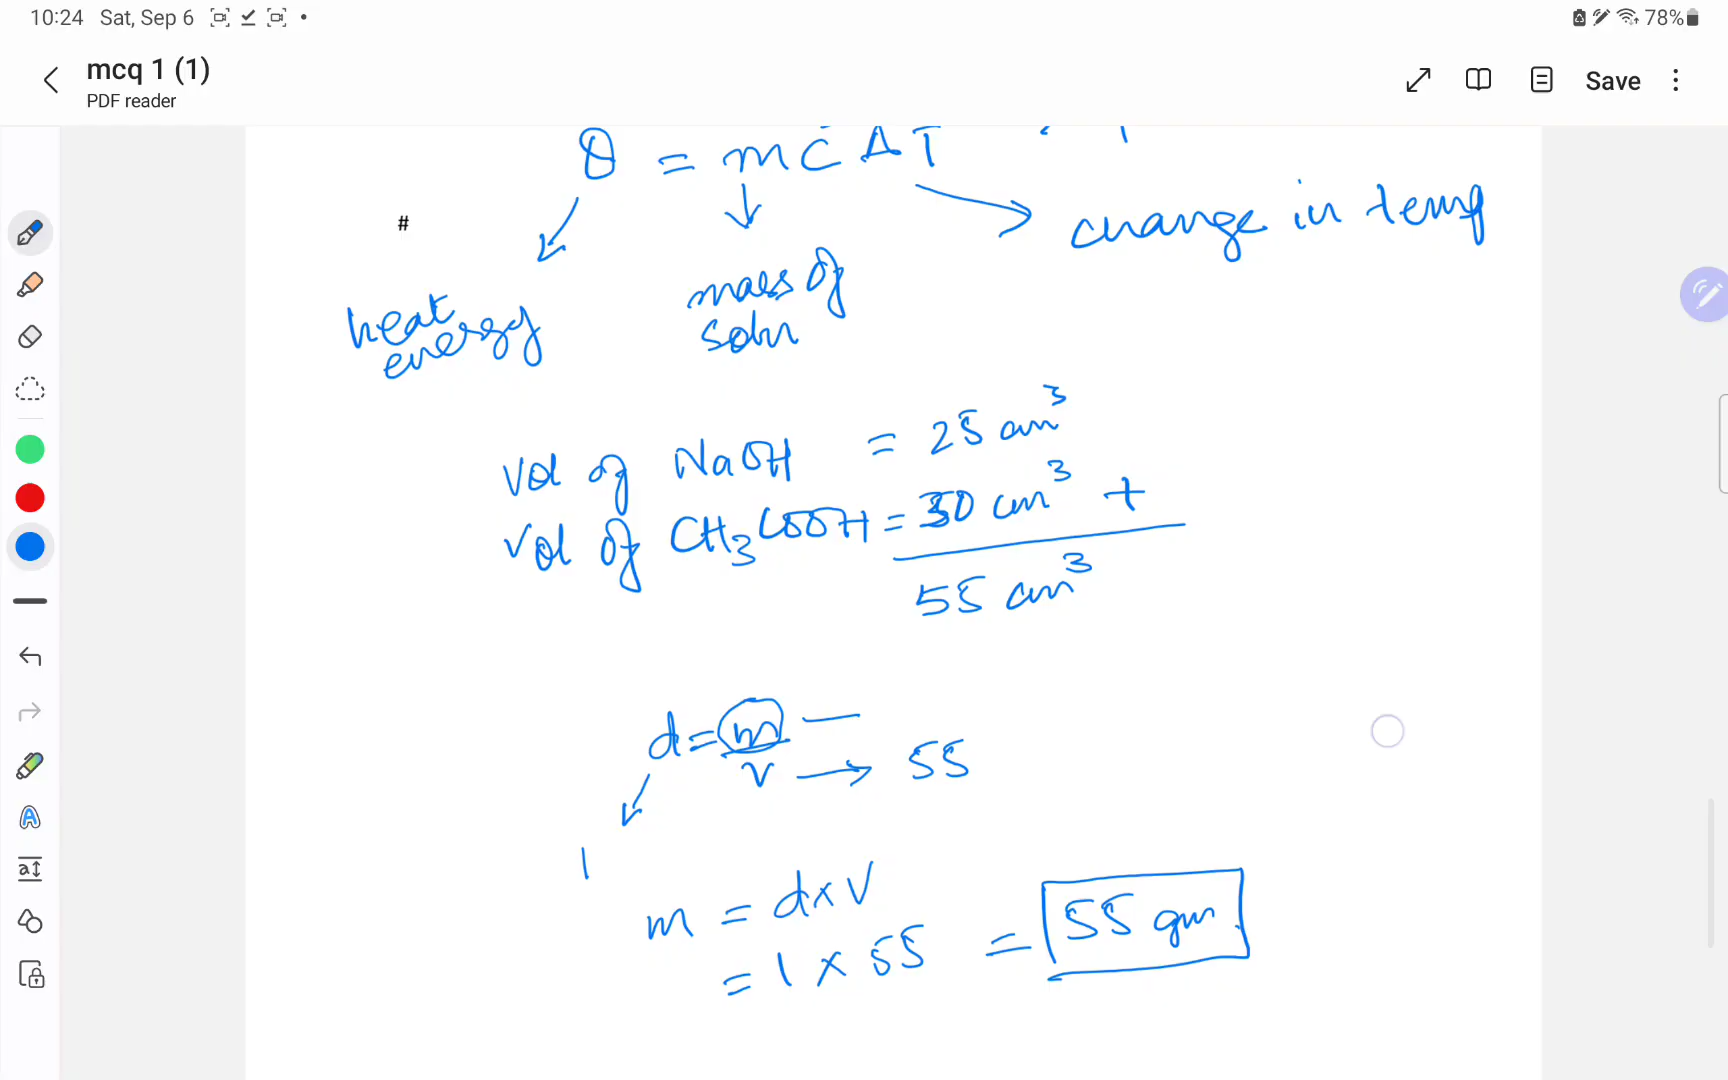 10:24 Sat, Sep 6 78%
mcq 1 (1)
PDF reader
Save
Q = mcΔT
#
change in temp
heat energy
mass of soln
Vol of NaOH = 25 cm³
Vol of CH₃COOH = 30 cm³ +
55 cm³
d = m/v → 55
1
m = d×V
= 1 × 55 = 55 gm